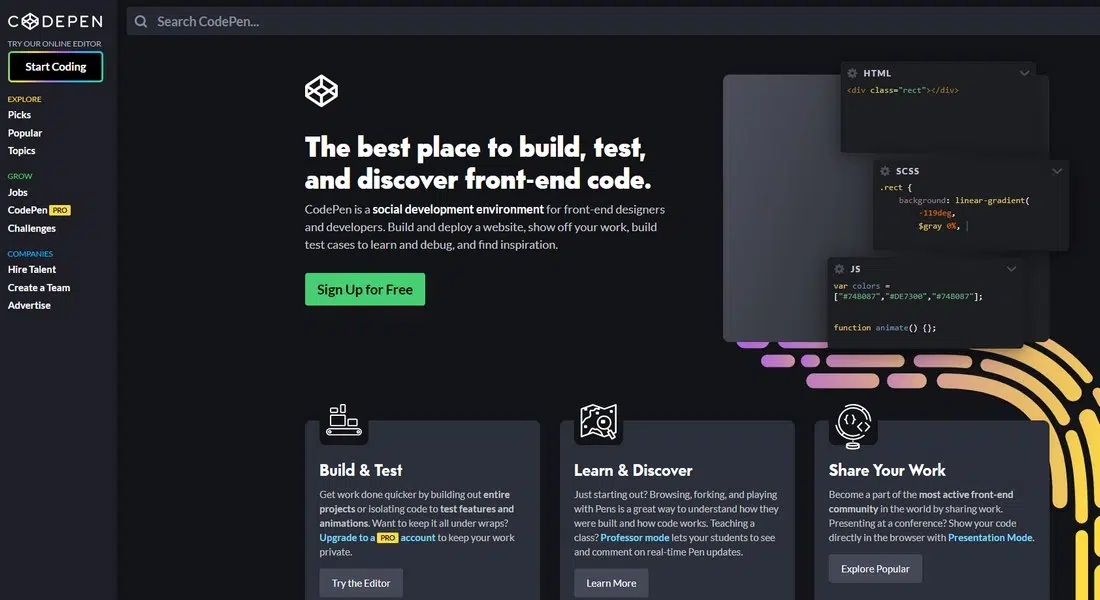 CODEPEN
TRY OUR ONLINE EDITOR
Start Coding
EXPLORE
Picks
Popular
Topics
GROW
Jobs
CodePen PRO
Challenges
COMPANIES
Hire Talent
Create a Team
Advertise
Search CodePen...
The best place to build, test,
and discover front-end code.
CodePen is a social development environment for front-end designers
and developers. Build and deploy a website, show off your work, build
test cases to learn and debug, and find inspiration.
Sign Up for Free
HTML
<div class="rect"></div>
SCSS
.rect {
background: linear-gradient(
-119deg,
$gray 0%, |
JS
var colors =
["#74B087","#DE7300","#74B087"];
function animate() {};
Build & Test
Get work done quicker by building out entire
projects or isolating code to test features and
animations. Want to keep it all under wraps?
Upgrade to a PRO account to keep your work
private.
Try the Editor
Learn & Discover
Just starting out? Browsing, forking, and playing
with Pens is a great way to understand how they
were built and how code works. Teaching a
class? Professor mode lets your students to see
and comment on real-time Pen updates.
Learn More
Share Your Work
Become a part of the most active front-end
community in the world by sharing work.
Presenting at a conference? Show your code
directly in the browser with Presentation Mode.
Explore Popular